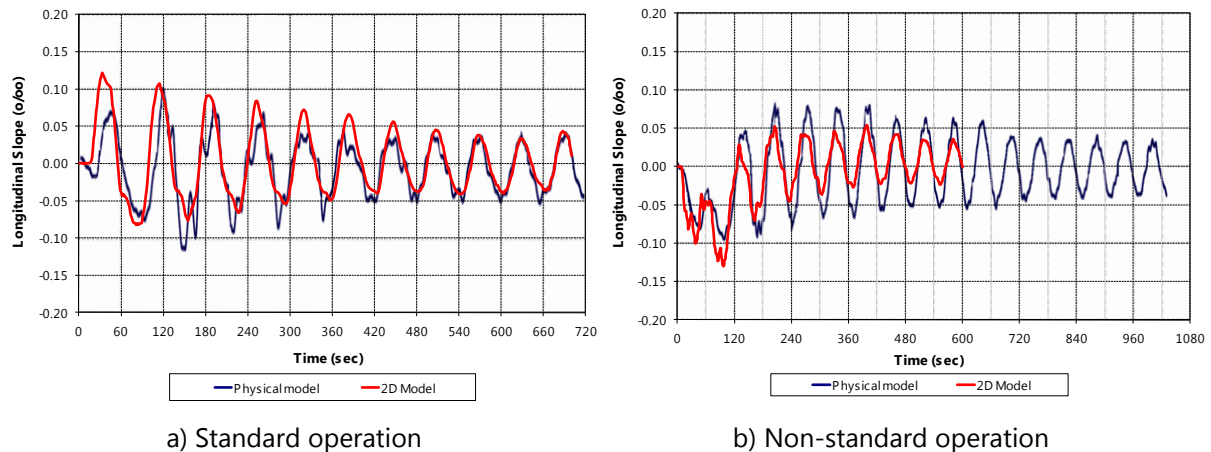 0.20
0.15
0.10
0.05
0.00
-0.05
-0.10
-0.15
-0.20
Longitudinal Slope (o/oo)
0 60 120 180 240 300 360 420 480 540 600 660 720
Time (sec)
Physical model 2D Model
a) Standard operation
0.20
0.15
0.10
0.05
0.00
-0.05
-0.10
-0.15
-0.20
Longitudinal Slope (o/oo)
0 120 240 360 480 600 720 840 960 1080
Time (sec)
Physical model 2D Model
b) Non-standard operation